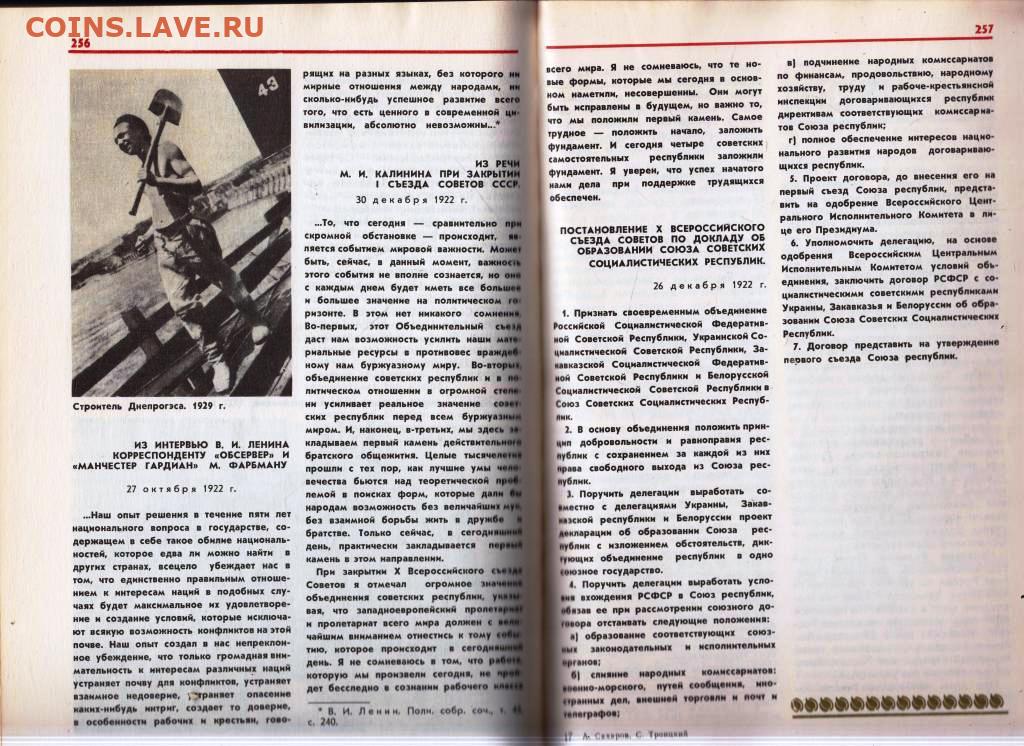 COINS.LAVE.RU
256
43
Строитель Днепрогэса. 1929 г.
ИЗ ИНТЕРВЬЮ В. И. ЛЕНИНА
КОРРЕСПОНДЕНТУ «ОБСЕРВЕР» И
«МАНЧЕСТЕР ГАРДИАН» М. ФАРБМАНУ
27 октября 1922 г.
...Наш опыт решения в течение пяти лет
национального вопроса в государстве, со-
держащем в себе такое обилие националь-
ностей, которое едва ли можно найти в
других странах, всецело убеждает нас в
том, что единственно правильным отноше-
нием к интересам наций в подобных слу-
чаях будет максимальное их удовлетворе-
ние и создание условий, которые исключа-
ют всякую возможность конфликтов на этой
почве. Наш опыт создал в нас непреклон-
ное убеждение, что только громадная вни-
мательность к интересам различных наций
устраняет почву для конфликтов, устраняет
взаимное недоверие, устраняет опасение
каких-нибудь интриг, создает то доверие,
в особенности рабочих и крестьян, гово-
рящих на разных языках, без которого ни
мирные отношения между народами, ни
сколько-нибудь успешное развитие всего
того, что есть ценного в современной ци-
вилизации, абсолютно невозможны...*
ИЗ РЕЧИ
М. И. КАЛИНИНА ПРИ ЗАКРЫТИИ
I СЪЕЗДА СОВЕТОВ СССР.
30 декабря 1922 г.
...То, что сегодня — сравнительно при
скромной обстановке — происходит, яв-
ляется событием мировой важности. Может
быть, сейчас, в данный момент, важность
этого события не вполне сознается, но оно
с каждым днем будет иметь все большее
и большее значение на политическом го-
ризонте. В этом нет никакого сомнения.
Во-первых, этот Объединительный съезд
даст нам возможность усилить наши мате-
риальные ресурсы в противовес враждеб-
ному нам буржуазному миру. Во-вторых,
объединение советских республик и в по-
литическом отношении в огромной степе-
ни усиливает реальное значение совет-
ских республик перед всем буржуазным
миром. И, наконец, в-третьих, мы здесь за-
кладываем первый камень действительного
братского общежития. Целые тысячелетия
прошли с тех пор, как лучшие умы чело-
вечества бьются над теоретической проб-
лемой в поисках форм, которые дали бы
народам возможность без величайших мук,
без взаимной борьбы жить в дружбе и
братстве. Только сейчас, в сегодняшний
день, практически закладывается первый
камень в этом направлении.
При закрытии X Всероссийского съезда
Советов я отмечал огромное значение
объединения советских республик, указы-
вая, что западноевропейский пролетариат
и пролетариат всего мира должен с вели-
чайшим вниманием отнестись к тому собы-
тию, которое происходит в сегодняшний
день. Я не сомневаюсь в том, что работа,
которую мы произвели сегодня, не прой-
дет бесследно в сознании рабочего класса
* В. И. Ленин. Полн. собр. соч., т. 45,
с. 240.
257
всего мира. Я не сомневаюсь, что те но-
вые формы, которые мы сегодня в основ-
ном наметили, несовершенны. Они могут
быть исправлены в будущем, но важно то,
что мы положили первый камень. Самое
трудное — положить начало, заложить
фундамент. И сегодня четыре советских
самостоятельных республики заложили
фундамент. Я уверен, что успех начатого
нами дела при поддержке трудящихся
обеспечен.
ПОСТАНОВЛЕНИЕ X ВСЕРОССИЙСКОГО
СЪЕЗДА СОВЕТОВ ПО ДОКЛАДУ ОБ
ОБРАЗОВАНИИ СОЮЗА СОВЕТСКИХ
СОЦИАЛИСТИЧЕСКИХ РЕСПУБЛИК.
26 декабря 1922 г.
1. Признать своевременным объединение
Российской Социалистической Федератив-
ной Советской Республики, Украинской Со-
циалистической Советской Республики, За-
кавказской Социалистической Федератив-
ной Советской Республики и Белорусской
Социалистической Советской Республики в
Союз Советских Социалистических Респуб-
лик.
2. В основу объединения положить прин-
цип добровольности и равноправия рес-
публик с сохранением за каждой из них
права свободного выхода из Союза рес-
публик.
3. Поручить делегации выработать со-
вместно с делегациями Украины, Закав-
казской республики и Белоруссии проект
декларации об образовании Союза рес-
публик с изложением обстоятельств, дик-
тующих объединение республик в одно
союзное государство.
4. Поручить делегации выработать усло-
вия вхождения РСФСР в Союз республик,
обязав ее при рассмотрении союзного до-
говора отстаивать следующие положения:
а) образование соответствующих союз-
ных законодательных и исполнительных
органов;
б) слияние народных комиссариатов:
военно-морского, путей сообщения, ино-
странных дел, внешней торговли и почт и
телеграфов;
17 А. Сахаров, С. Троицкий
в) подчинение народных комиссариатов
по финансам, продовольствию, народному
хозяйству, труду и рабоче-крестьянской
инспекции договаривающихся республик
директивам соответствующих комиссариа-
тов Союза республик;
г) полное обеспечение интересов нацио-
нального развития народов договариваю-
щихся республик.
5. Проект договора, до внесения его на
первый съезд Союза республик, предста-
вить на одобрение Всероссийского Цент-
рального Исполнительного Комитета в ли-
це его Президиума.
6. Уполномочить делегацию, на основе
одобрения Всероссийским Центральным
Исполнительным Комитетом условий объ-
единения, заключить договор РСФСР с со-
циалистическими советскими республиками
Украины, Закавказья и Белоруссии об обра-
зовании Союза Советских Социалистических
Республик.
7. Договор представить на утверждение
первого съезда Союза республик.